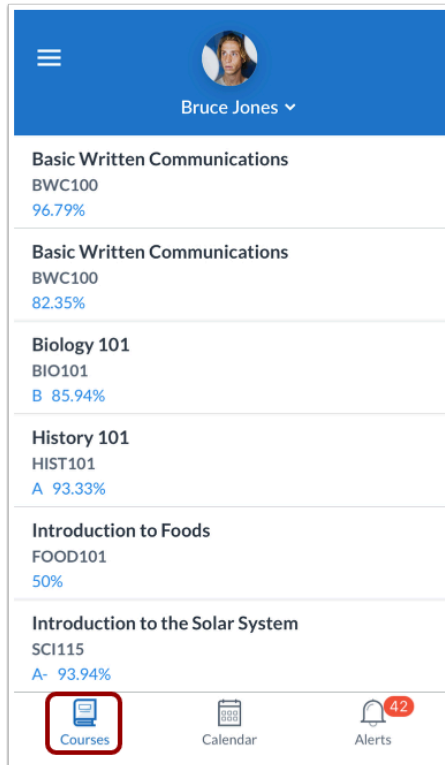 Bruce Jones
Basic Written Communications
BWC100
96.79%
Basic Written Communications
BWC100
82.35%
Biology 101
BIO101
B 85.94%
History 101
HIST101
A 93.33%
Introduction to Foods
FOOD101
50%
Introduction to the Solar System
SCI115
A- 93.94%
42
Courses Calendar Alerts